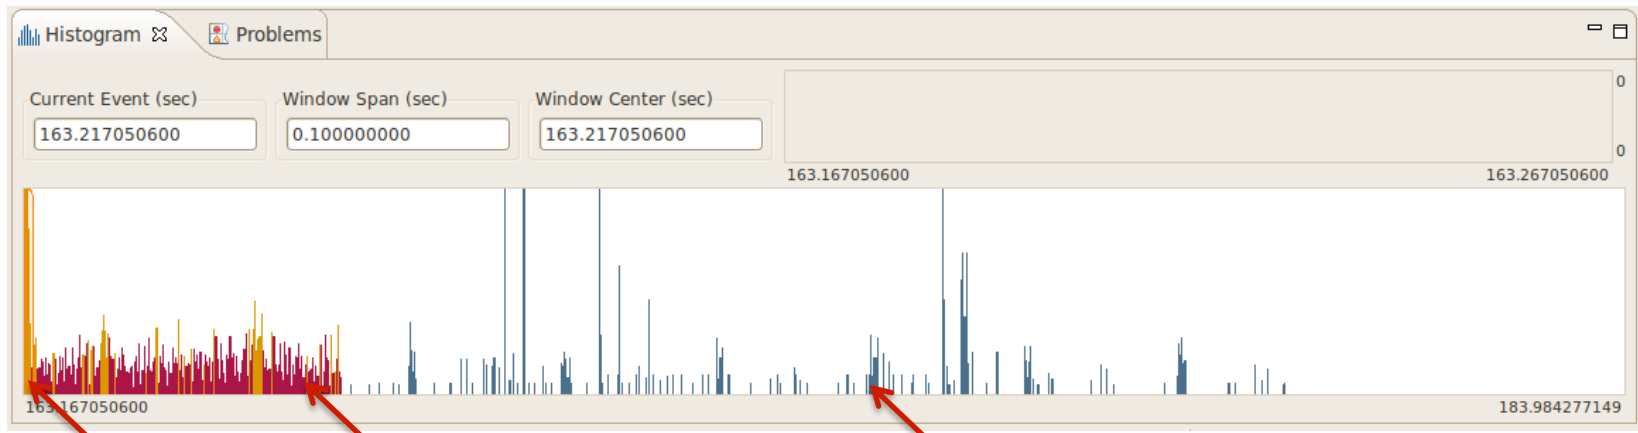 Histogram Problems
Current Event (sec) Window Span (sec) Window Center (sec)
163.217050600 0.100000000 163.217050600
0
0
163.167050600 163.267050600
163.167050600 183.984277149